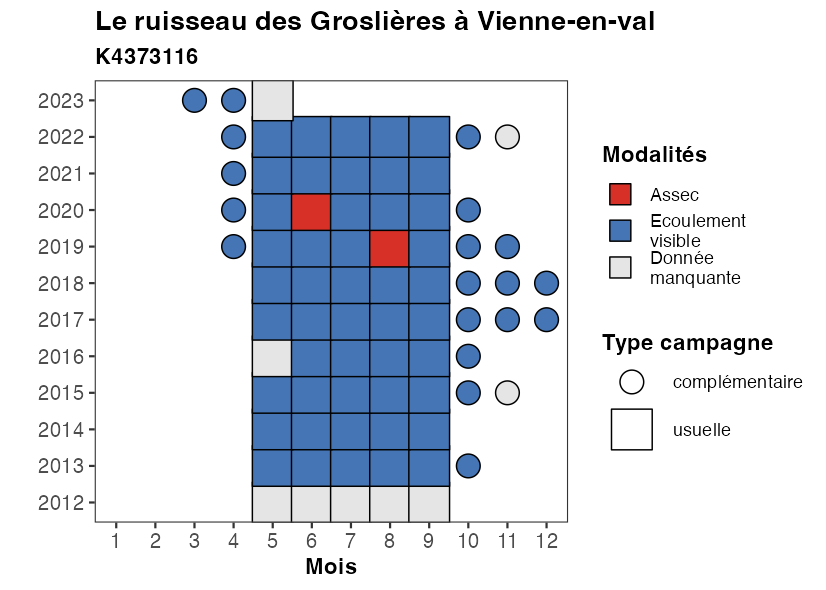 Le ruisseau des Groslières à Vienne-en-val
K4373116
2023
2022
2021
2020
2019
2018
2017
2016
2015
2014
2013
2012
1 2 3 4 5 6 7 8 9 10 11 12
Mois
Modalités
Assec
Ecoulement
visible
Donnée
manquante
Type campagne
complémentaire
usuelle